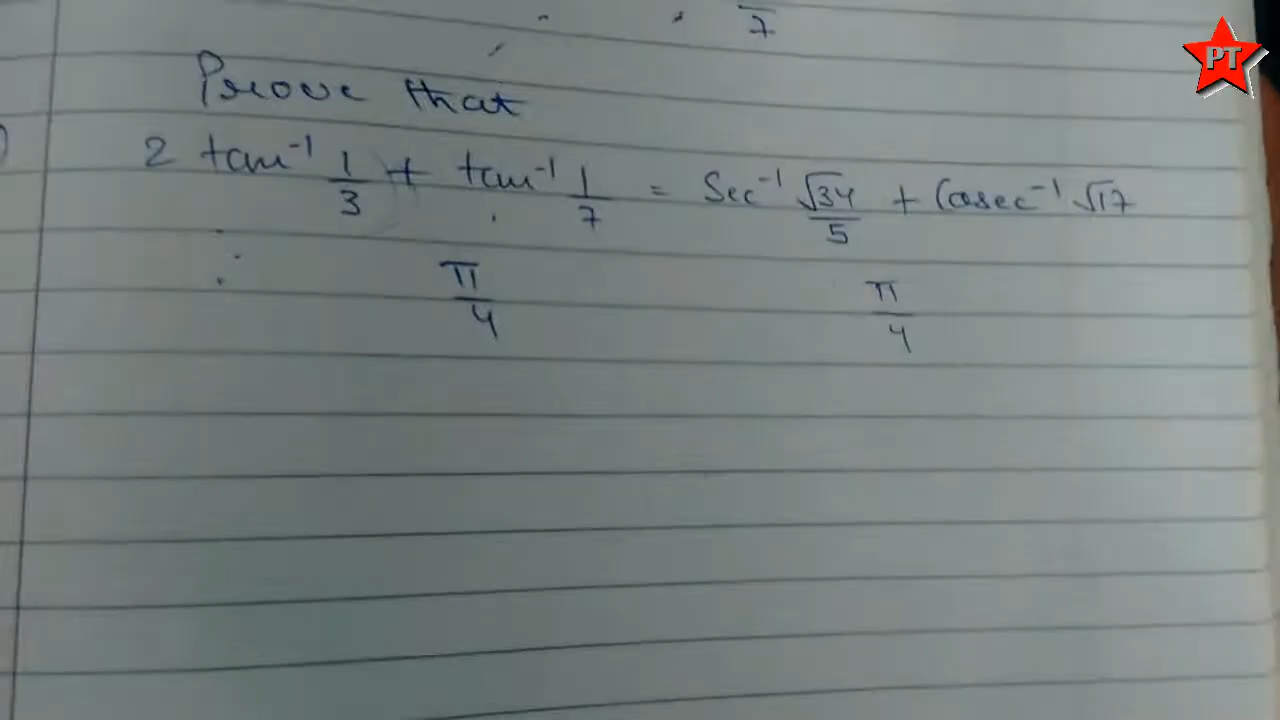 7
PT
Prove that
2 tan⁻¹ 1/3 + tan⁻¹ 1/7 = Sec⁻¹ √34/5 + Cosec⁻¹ √17
∴ π/4 π/4